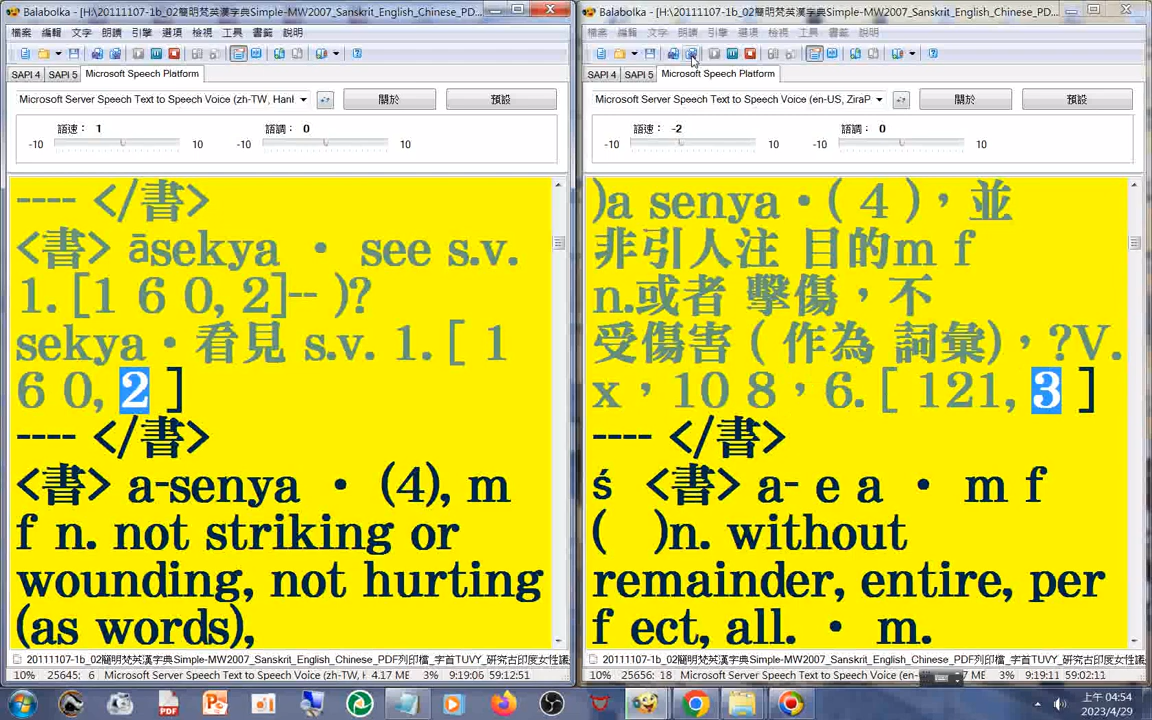 Balabolka - [H:\20111107-1b_02簡明梵英漢字典Simple-MW2007_Sanskrit_English_Chinese_PD...
檔案 編輯 文字 朗讀 引擎 選項 檢視 工具 書籤 說明
SAPI 4 SAPI 5 Microsoft Speech Platform
Microsoft Server Speech Text to Speech Voice (zh-TW, Hanl
關於 預設
語速： 1 語調： 0
-10 10 -10 10
---- </書>
<書> āsekya • see s.v.
1. [1 6 0, 2]-- )?
sekya • 看見 s.v. 1. [ 1
6 0, 2 ]
---- </書>
<書> a-senya • (4), m
f n. not striking or
wounding, not hurting
(as words),
20111107-1b_02簡明梵英漢字典Simple-MW2007_Sanskrit_English_Chinese_PDF列印檔_字首TUVY_研究古印度女性議
10% 25645: 6 Microsoft Server Speech Text to Speech Voice (zh-TW, H 4.17 ME 3% 9:19:06 59:12:51
Balabolka - [H:\20111107-1b_02簡明梵英漢字典Simple-MW2007_Sanskrit_English_Chinese_PD...
檔案 編輯 文字 朗讀 引擎 選項 檢視 工具 書籤 說明
SAPI 4 SAPI 5 Microsoft Speech Platform
Microsoft Server Speech Text to Speech Voice (en-US, ZiraP
關於 預設
語速： -2 語調： 0
-10 10 -10 10
)a senya • ( 4 )，並
非引人注 目的m f
n.或者 擊傷，不
受傷害 ( 作為 詞彙)，?V.
x，10 8，6. [ 121, 3 ]
---- </書>
ś <書> a- e a • m f
( )n. without
remainder, entire, per
f ect, all. • m.
20111107-1b_02簡明梵英漢字典Simple-MW2007_Sanskrit_English_Chinese_PDF列印檔_字首TUVY_研究古印度女性議
10% 25656: 18 Microsoft Server Speech Text to Speech Voice (en-us 3% 9:19:11 59:02:11
上午 04:54
2023/4/29